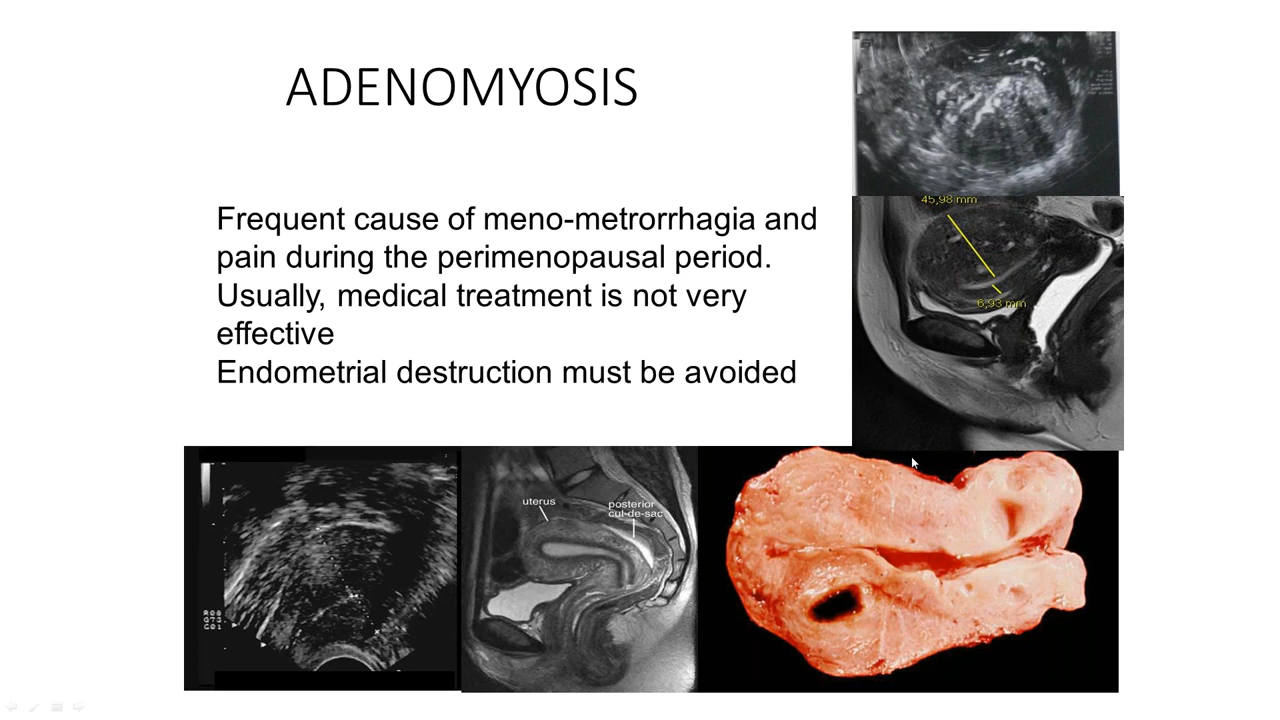 ADENOMYOSIS
Frequent cause of meno-metrorrhagia and
pain during the perimenopausal period.
Usually, medical treatment is not very
effective
Endometrial destruction must be avoided
45,98 mm
6,93 mm
uterus
posterior
cul-de-sac